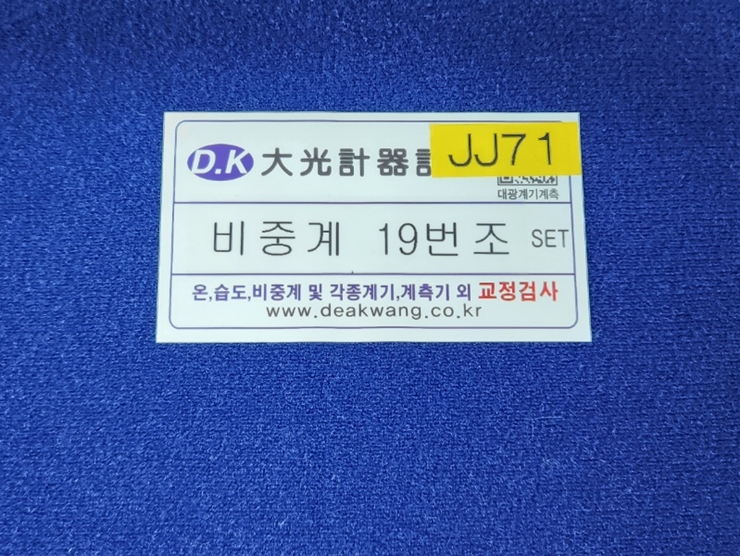 D.K 大光計器
JJ71
대광계기계측
비중계 19번조 SET
온,습도,비중계 및 각종계기,계측기 외 교정검사
www.deakwang.co.kr